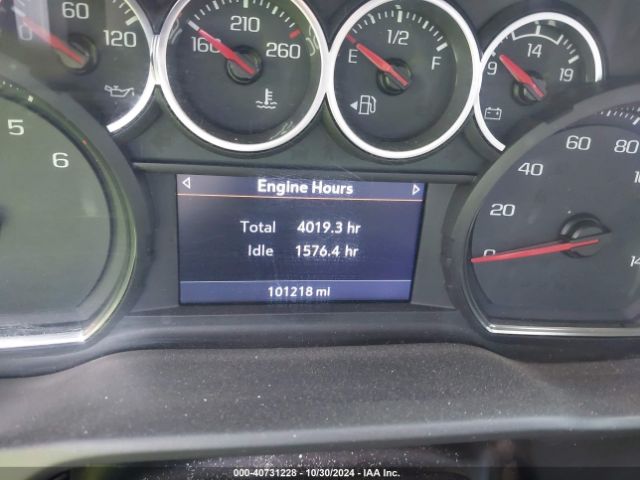 0 60 120
160 210 260
E 1/2 F
9 14 19
5 6
Engine Hours
Total 4019.3 hr
Idle 1576.4 hr
101218 mi
0 20 40 60 80
000-40731228 - 10/30/2024 - IAA Inc.